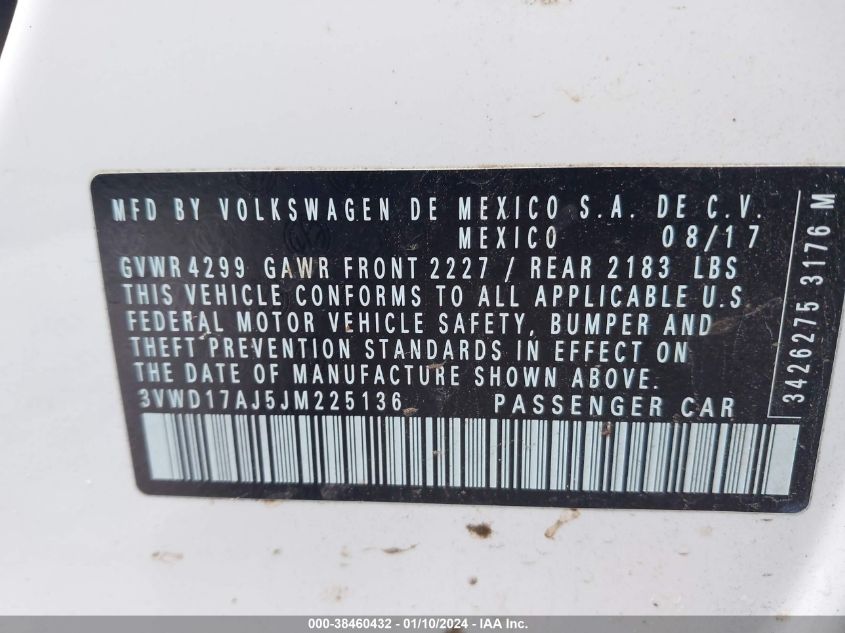 MFD BY VOLKSWAGEN DE MEXICO S.A. DE C.V.
MEXICO 08/17
GVWR 4299 GAWR FRONT 2227 / REAR 2183 LBS
THIS VEHICLE CONFORMS TO ALL APPLICABLE U.S
FEDERAL MOTOR VEHICLE SAFETY, BUMPER AND
THEFT PREVENTION STANDARDS IN EFFECT ON
THE DATE OF MANUFACTURE SHOWN ABOVE.
3VWD17AJ5JM225136 PASSENGER CAR
3426275 3176 M
000-38460432 - 01/10/2024 - IAA Inc.